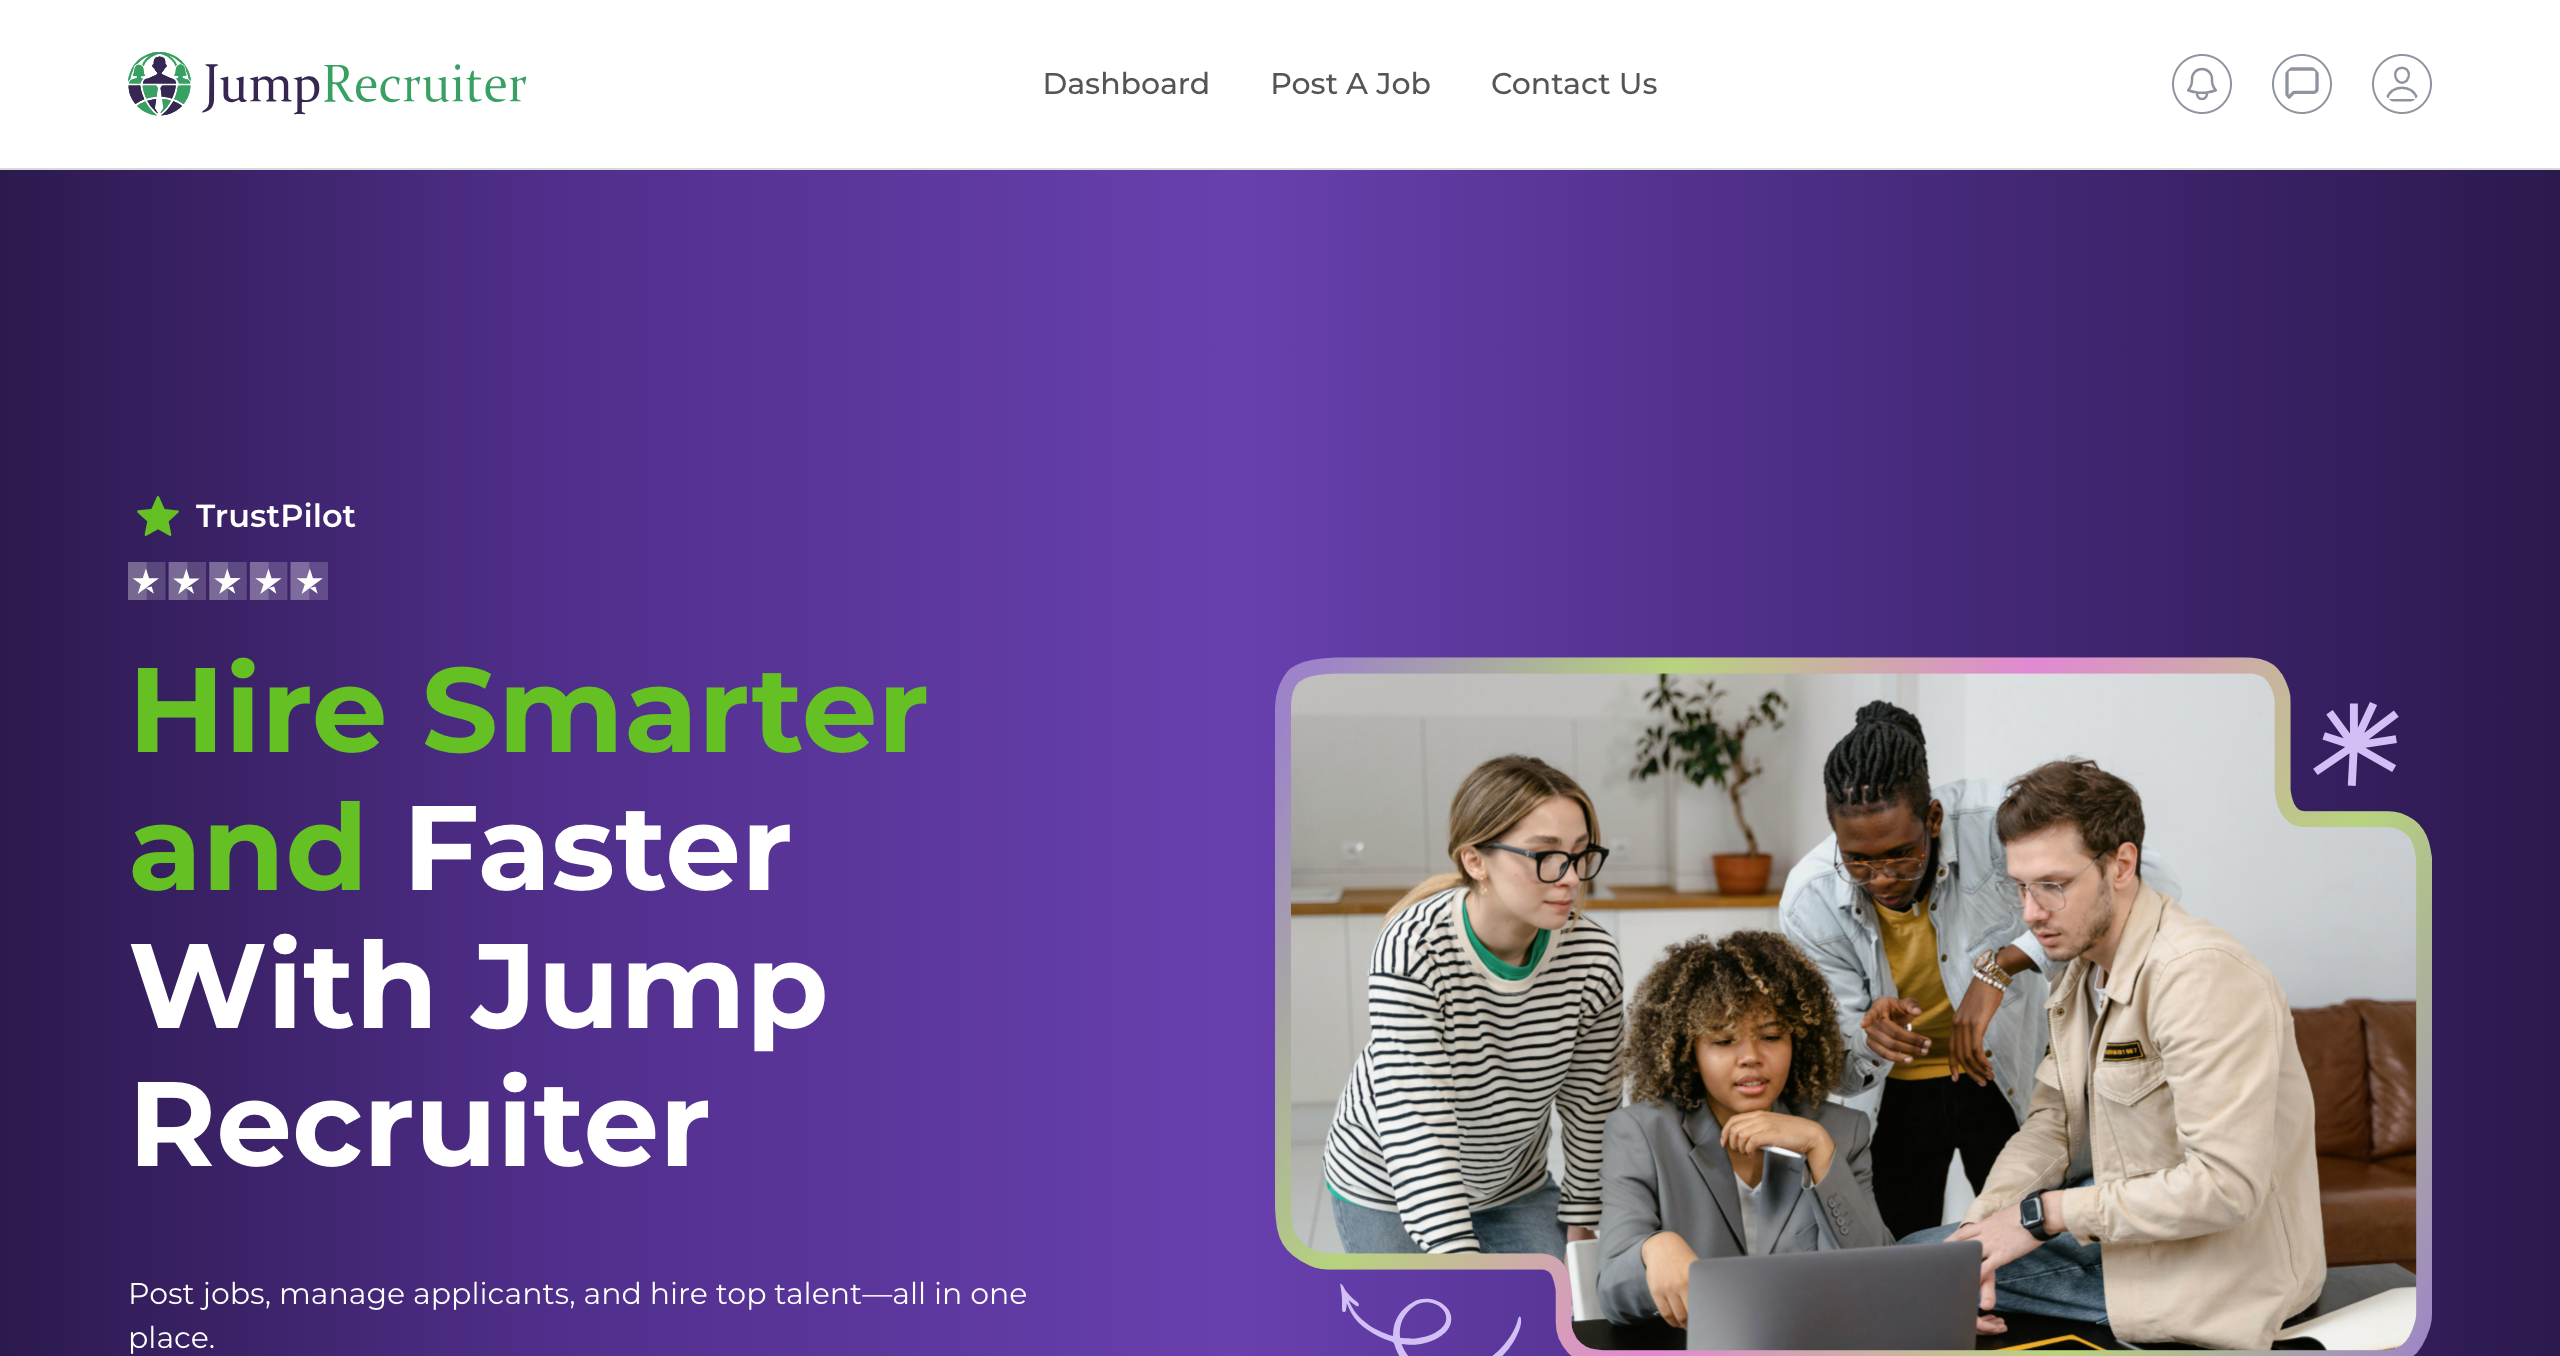 JumpRecruiter
Dashboard
Post A Job
Contact Us
TrustPilot
Hire Smarter
and Faster
With Jump
Recruiter
Post jobs, manage applicants, and hire top talent—all in one
place.